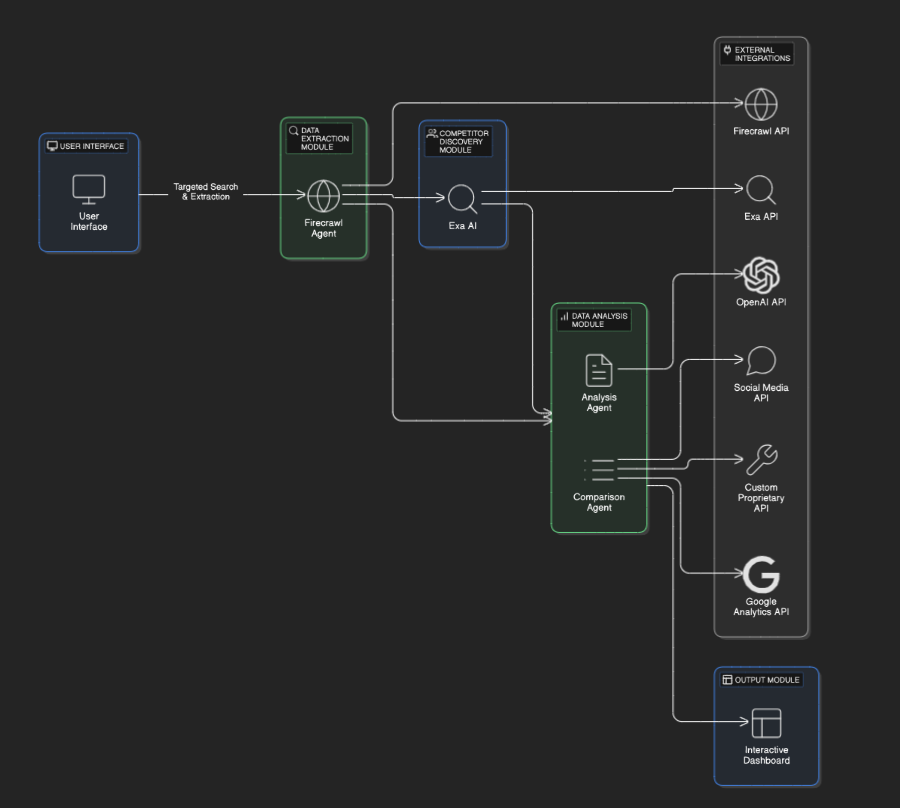 USER INTERFACE
User
Interface
Targeted Search
& Extraction
DATA
EXTRACTION
MODULE
Firecrawl
Agent
COMPETITOR
DISCOVERY
MODULE
Exa AI
DATA ANALYSIS
MODULE
Analysis
Agent
Comparison
Agent
EXTERNAL
INTEGRATIONS
Firecrawl API
Exa API
OpenAI API
Social Media
API
Custom
Proprietary
API
Google
Analytics API
OUTPUT MODULE
Interactive
Dashboard